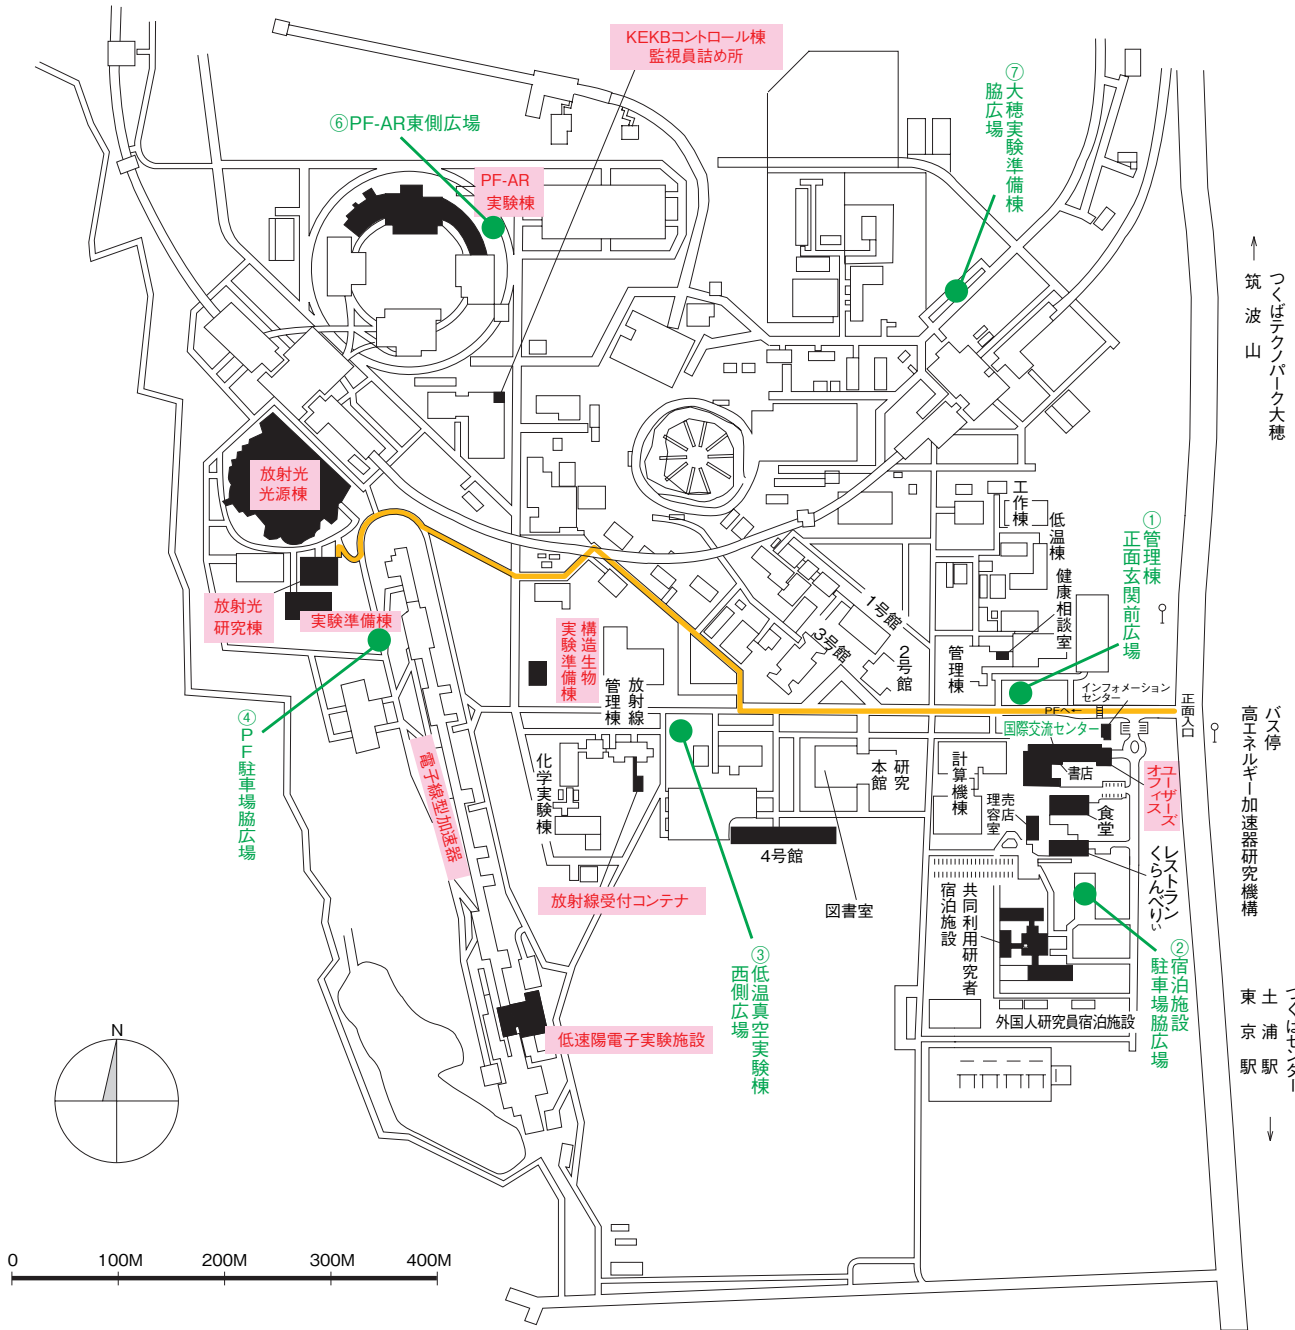 KEKBコントロール棟
監視員詰め所
⑥PF-AR東側広場
PF-AR
実験棟
⑦大穂実験準備棟
脇広場
つくばテクノパーク大穂
↑筑波山
放射光
光源棟
工作棟
低温棟
健康相談室
①管理棟
正面玄関前広場
放射光
研究棟
実験準備棟
構造生物
実験準備棟
放射線
管理棟
1号館
3号館
2号館
管理棟
インフォメーション
センター
PFへ←
正面入口
国際交流センター
バス停
高エネルギー加速器研究機構
④PF駐車場脇広場
電子線型加速器
化学実験棟
研究
本館
計算機棟
書店
ユーザーズ
オフィス
売店
理容室
食堂
4号館
レストラン
くらんべりぃ
放射線受付コンテナ
図書室
共同利用研究者
宿泊施設
③低温真空実験棟
西側広場
②宿泊施設
駐車場脇広場
外国人研究員宿泊施設
低速陽電子実験施設
つくばセンター
土浦駅
東京駅
↓
N
0 100M 200M 300M 400M